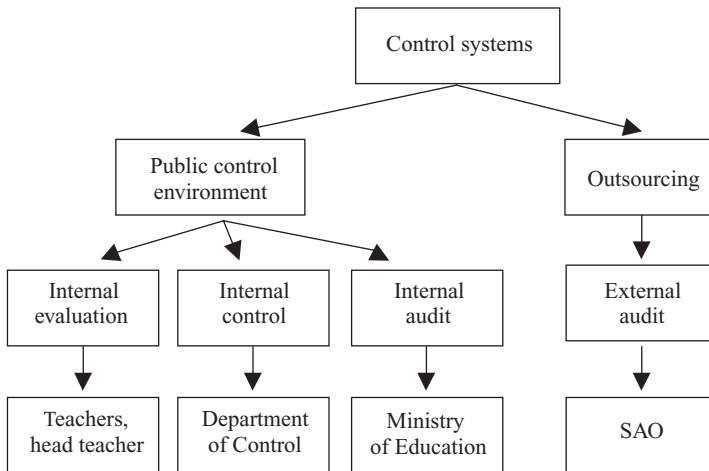 Control systems
Public control
environment
Outsourcing
Internal
evaluation
Internal
control
Internal
audit
External
audit
Teachers,
head teacher
Department
of Control
Ministry
of Education
SAO